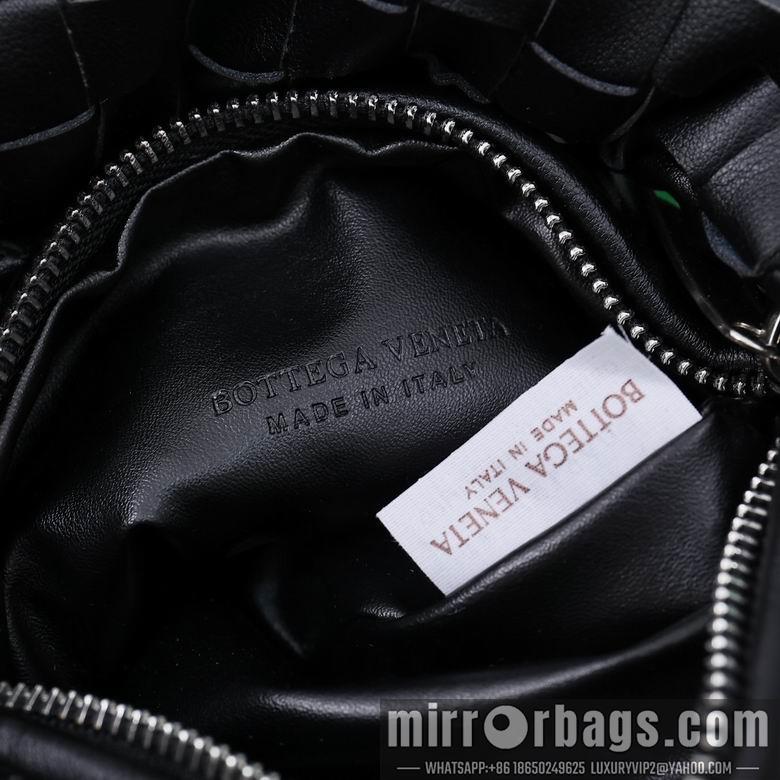 BOTTEGA VENETA
MADE IN ITALY
BOTTEGA VENETA
MADE IN ITALY
mirrorbags.com
WHATSAPP:+86 18650249625 LUXURYVIP2@YAHOO.COM